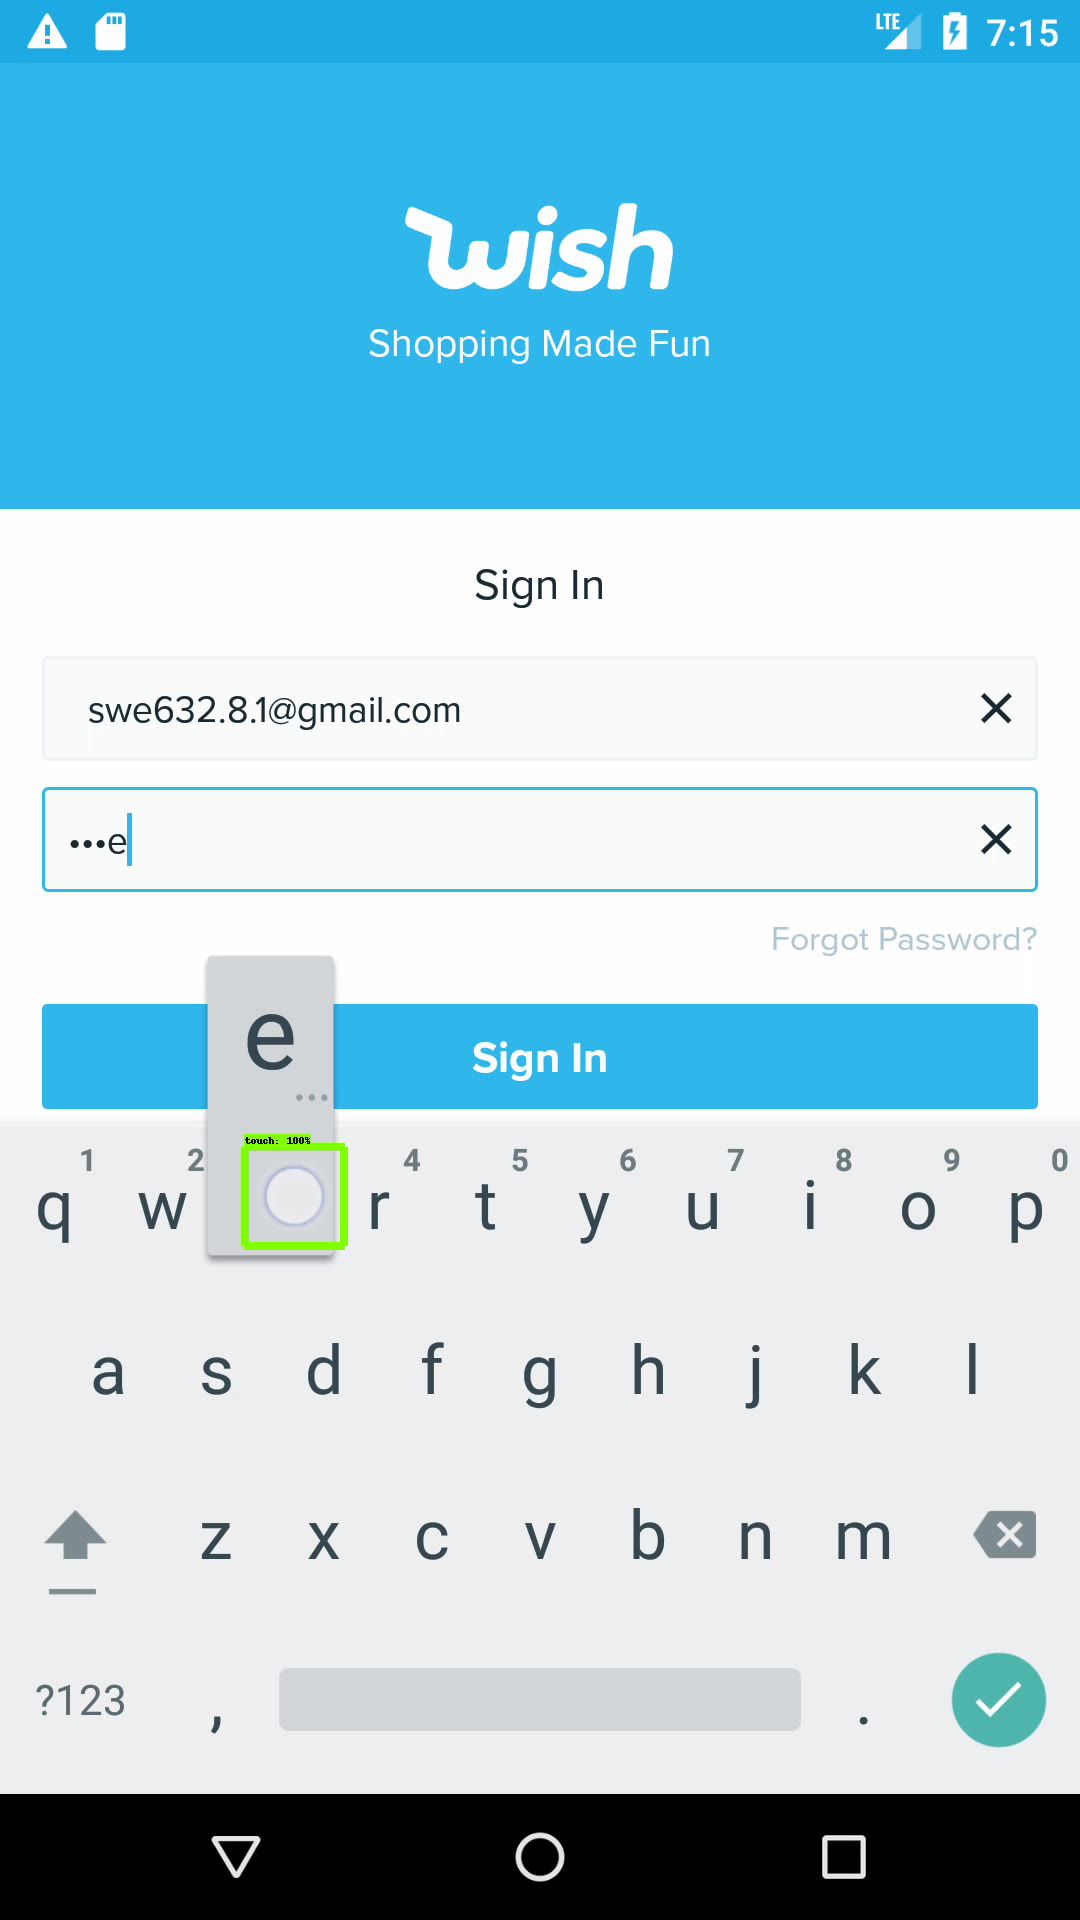 LTE 7:15
wish
Shopping Made Fun
Sign In
swe632.8.1@gmail.com
•••e
Forgot Password?
Sign In
e
...
touch: 100%
1 2 4 5 6 7 8 9 0
q w r t y u i o p
a s d f g h j k l
z x c v b n m
?123 , .